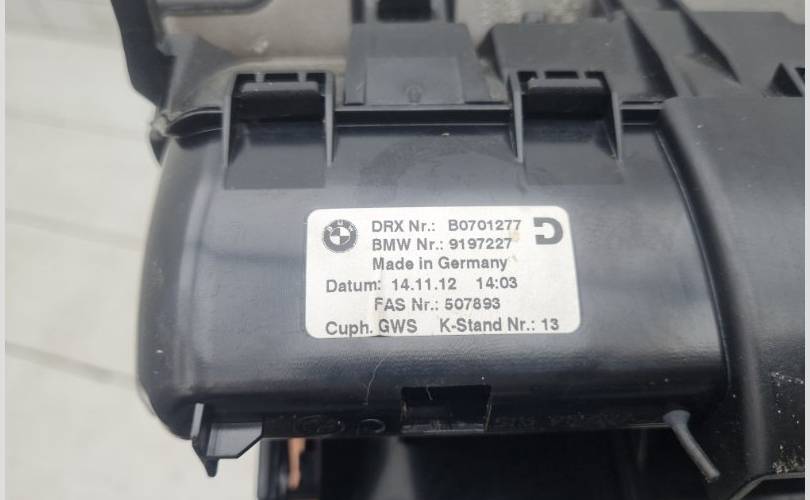 BMW
DRX Nr.: B0701277
BMW Nr.: 9197227
Made in Germany
Datum: 14.11.12 14:03
FAS Nr.: 507893
Cuph. GWS K-Stand Nr.: 13